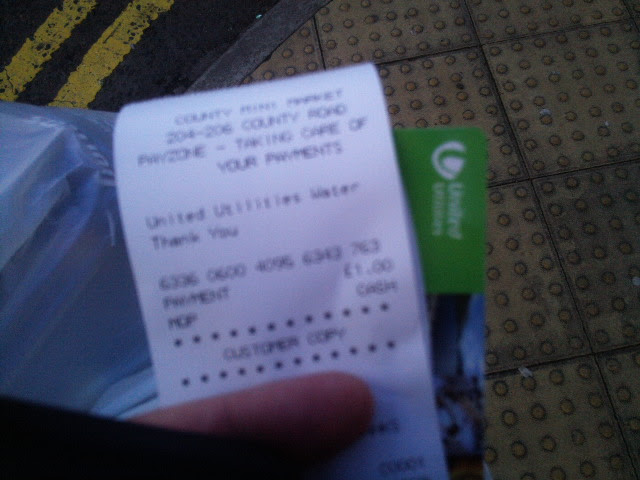 COUNTY MINI MARKET
204-206 COUNTY ROAD
PAYZONE - TAKING CARE OF
YOUR PAYMENTS
United Utilities Water
Thank You
6336 0600 4095 6343 763
PAYMENT £1.00
MOP CASH
CUSTOMER COPY
United
Utilities